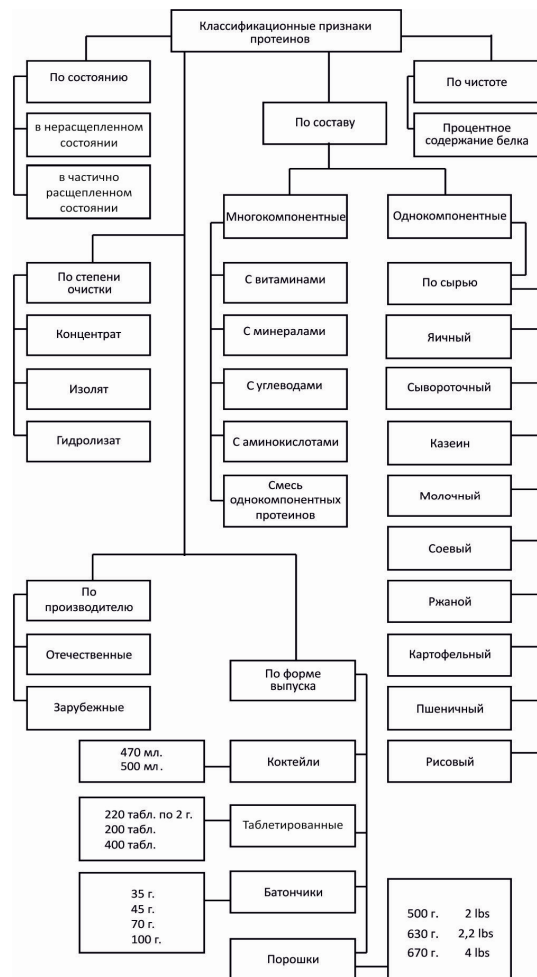 Классификационные признаки
протеинов
По состоянию
в нерасщепленном
состоянии
в частично
расщепленном
состоянии
По чистоте
Процентное
содержание белка
По составу
Многокомпонентные
С витаминами
С минералами
С углеводами
С аминокислотами
Смесь
однокомпонентных
протеинов
Однокомпонентные
По сырью
Яичный
Сывороточный
Казеин
Молочный
Соевый
Ржаной
Картофельный
Пшеничный
Рисовый
По степени
очистки
Концентрат
Изолят
Гидролизат
По
производителю
Отечественные
Зарубежные
По форме
выпуска
Коктейли
470 мл.
500 мл.
Таблетированные
220 табл. по 2 г.
200 табл.
400 табл.
Батончики
35 г.
45 г.
70 г.
100 г.
Порошки
500 г. 2 lbs
630 г. 2,2 lbs
670 г. 4 lbs